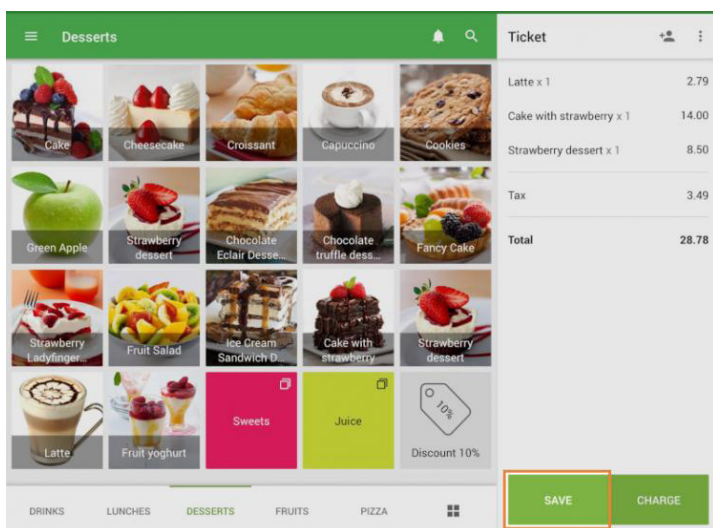 Desserts
Cake
Cheesecake
Croissant
Capuccino
Cookies
Green Apple
Strawberry
dessert
Chocolate
Eclair Desse...
Chocolate
truffle dess...
Fancy Cake
Strawberry
Ladyfinger...
Fruit Salad
Ice Cream
Sandwich D...
Cake with
strawberry
Strawberry
dessert
Latte
Fruit yoghurt
Sweets
Juice
10%
Discount 10%
DRINKS
LUNCHES
DESSERTS
FRUITS
PIZZA
Ticket
Latte x 1 2.79
Cake with strawberry x 1 14.00
Strawberry dessert x 1 8.50
Tax 3.49
Total 28.78
SAVE
CHARGE